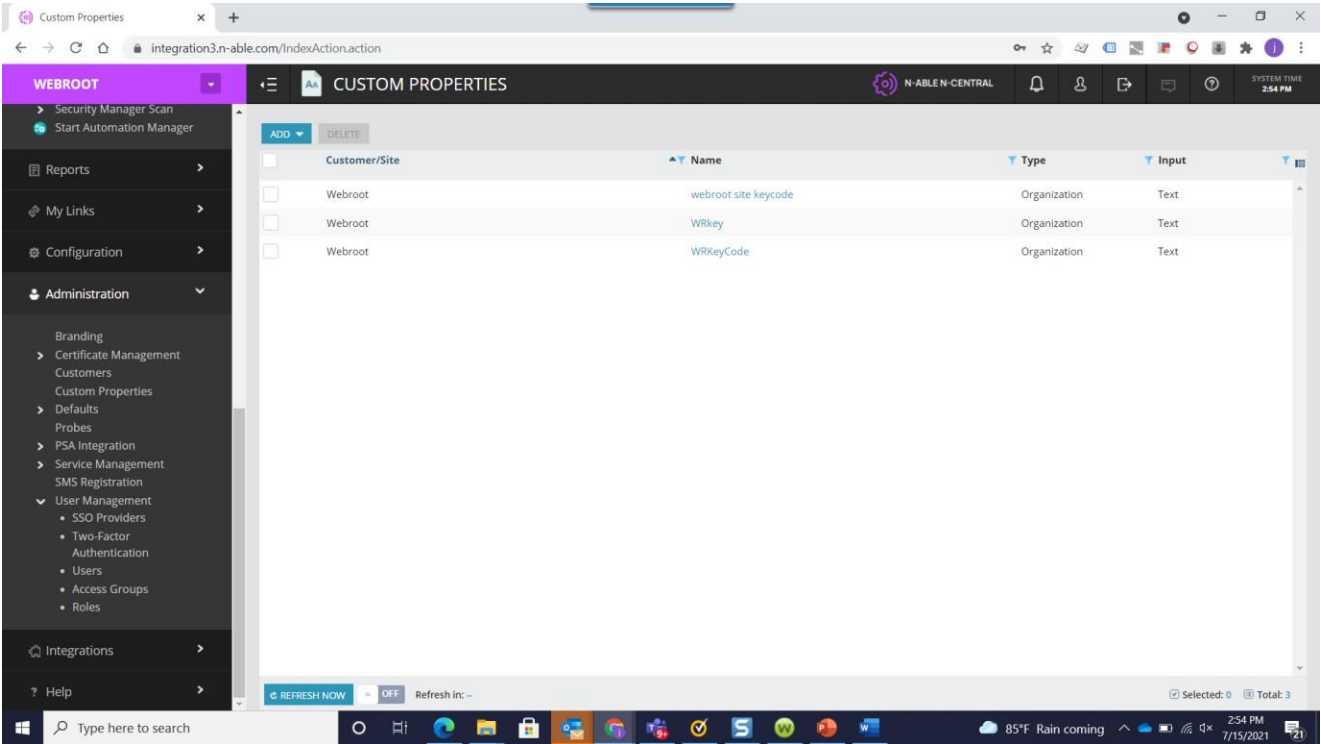 Custom Properties
integration3.n-able.com/IndexAction.action
j
WEBROOT
CUSTOM PROPERTIES
N-ABLE N-CENTRAL
SYSTEM TIME
2:54 PM
Security Manager Scan
Start Automation Manager
Reports
My Links
Configuration
Administration
Branding
Certificate Management
Customers
Custom Properties
Defaults
Probes
PSA Integration
Service Management
SMS Registration
User Management
• SSO Providers
• Two-Factor
Authentication
• Users
• Access Groups
• Roles
Integrations
? Help
ADD DELETE
Customer/Site Name Type Input
Webroot webroot site keycode Organization Text
Webroot WRkey Organization Text
Webroot WRKeyCode Organization Text
REFRESH NOW OFF Refresh in: --
Selected: 0 Total: 3
Type here to search
85°F Rain coming
2:54 PM
7/15/2021
21